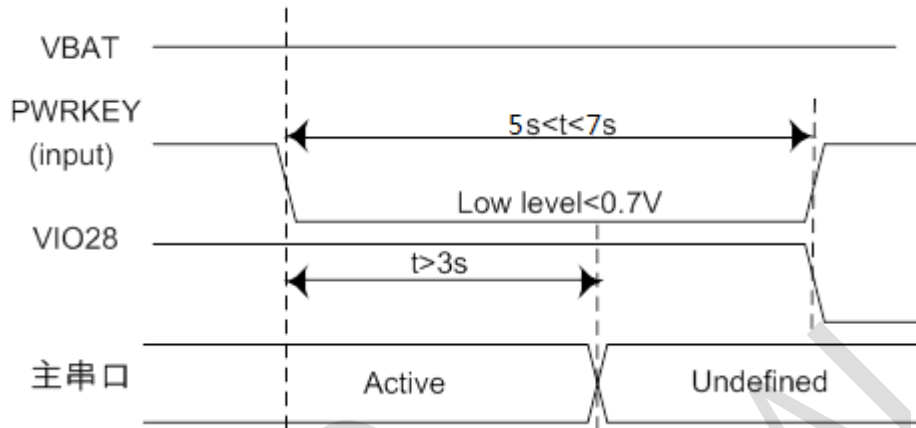 VBAT
PWRKEY
(input)
5s<t<7s
Low level<0.7V
VIO28
t>3s
主串口
Active
Undefined